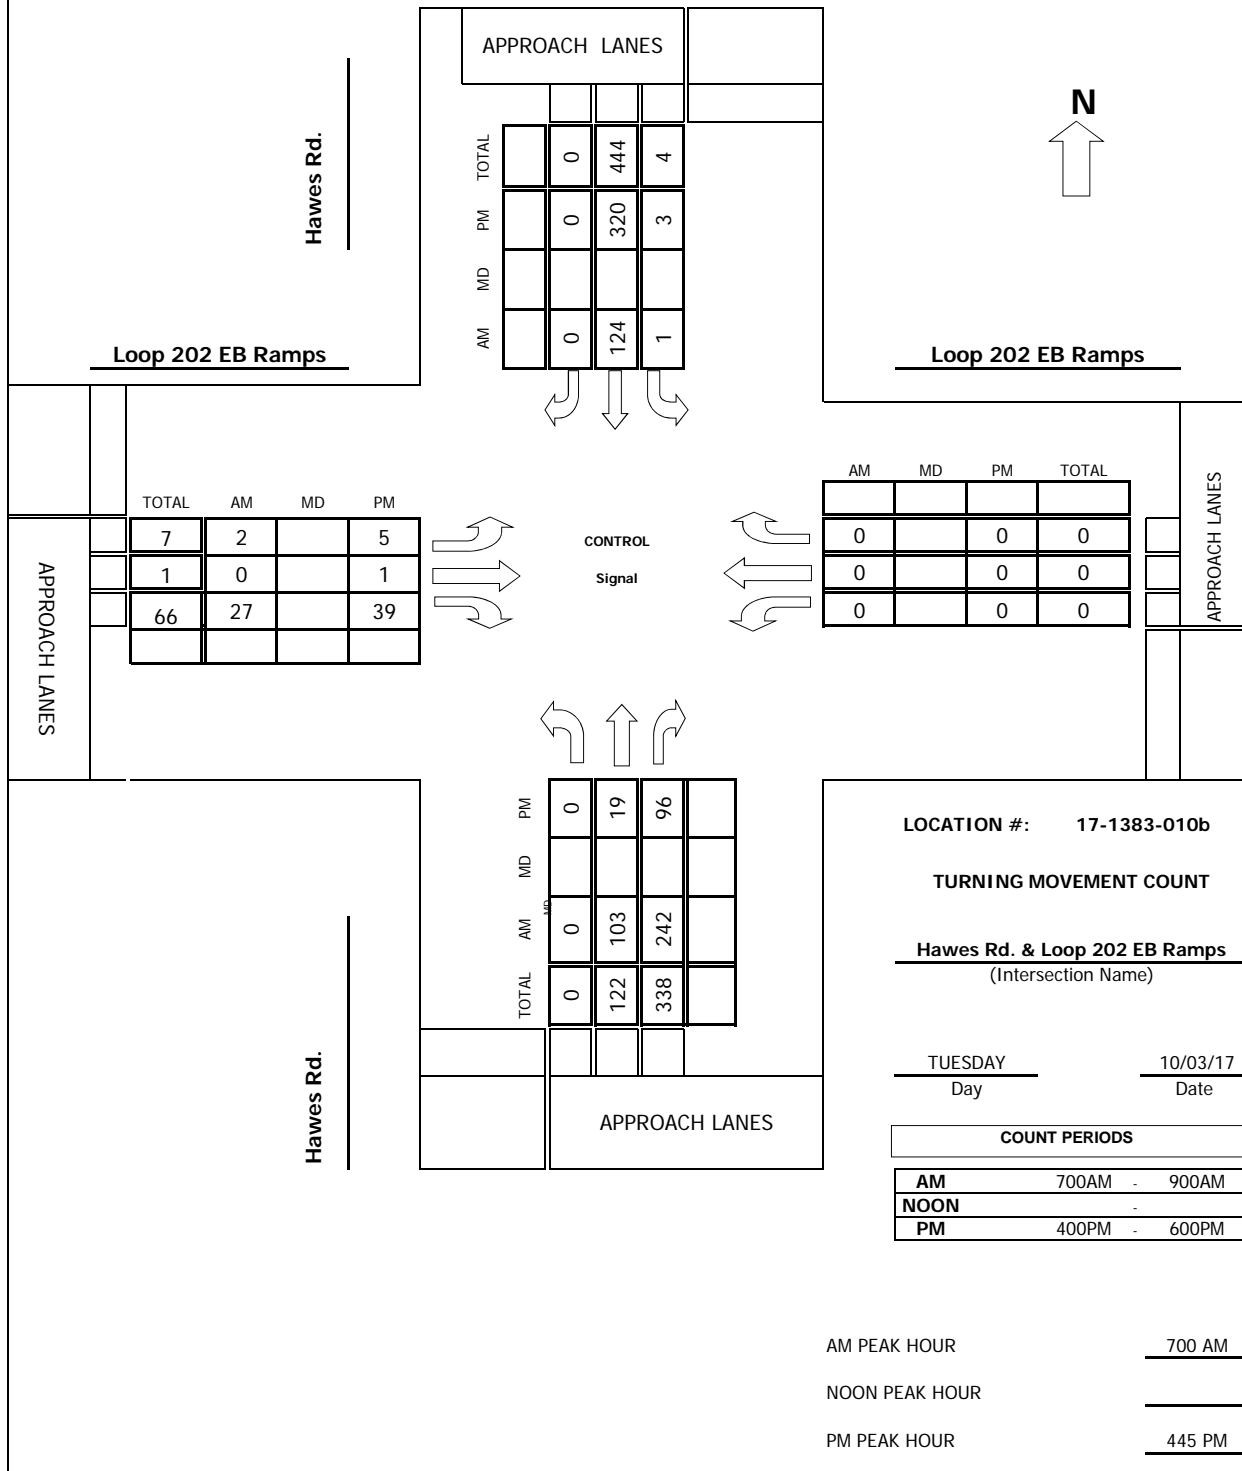 APPROACH LANES
N
Hawes Rd.
TOTAL 0 444 4
PM 0 320 3
MD
AM 0 124 1
Loop 202 EB Ramps
Loop 202 EB Ramps
AM MD PM TOTAL
0 0 0
0 0 0
0 0 0
APPROACH LANES
TOTAL AM MD PM
7 2 5
1 0 1
66 27 39
APPROACH LANES
CONTROL
Signal
PM 0 19 96
MD
MD
AM 0 103 242
TOTAL 0 122 338
Hawes Rd.
APPROACH LANES
LOCATION #: 17-1383-010b
TURNING MOVEMENT COUNT
Hawes Rd. & Loop 202 EB Ramps
(Intersection Name)
TUESDAY 10/03/17
Day Date
COUNT PERIODS
AM 700AM - 900AM
NOON -
PM 400PM - 600PM
AM PEAK HOUR 700 AM
NOON PEAK HOUR
PM PEAK HOUR 445 PM